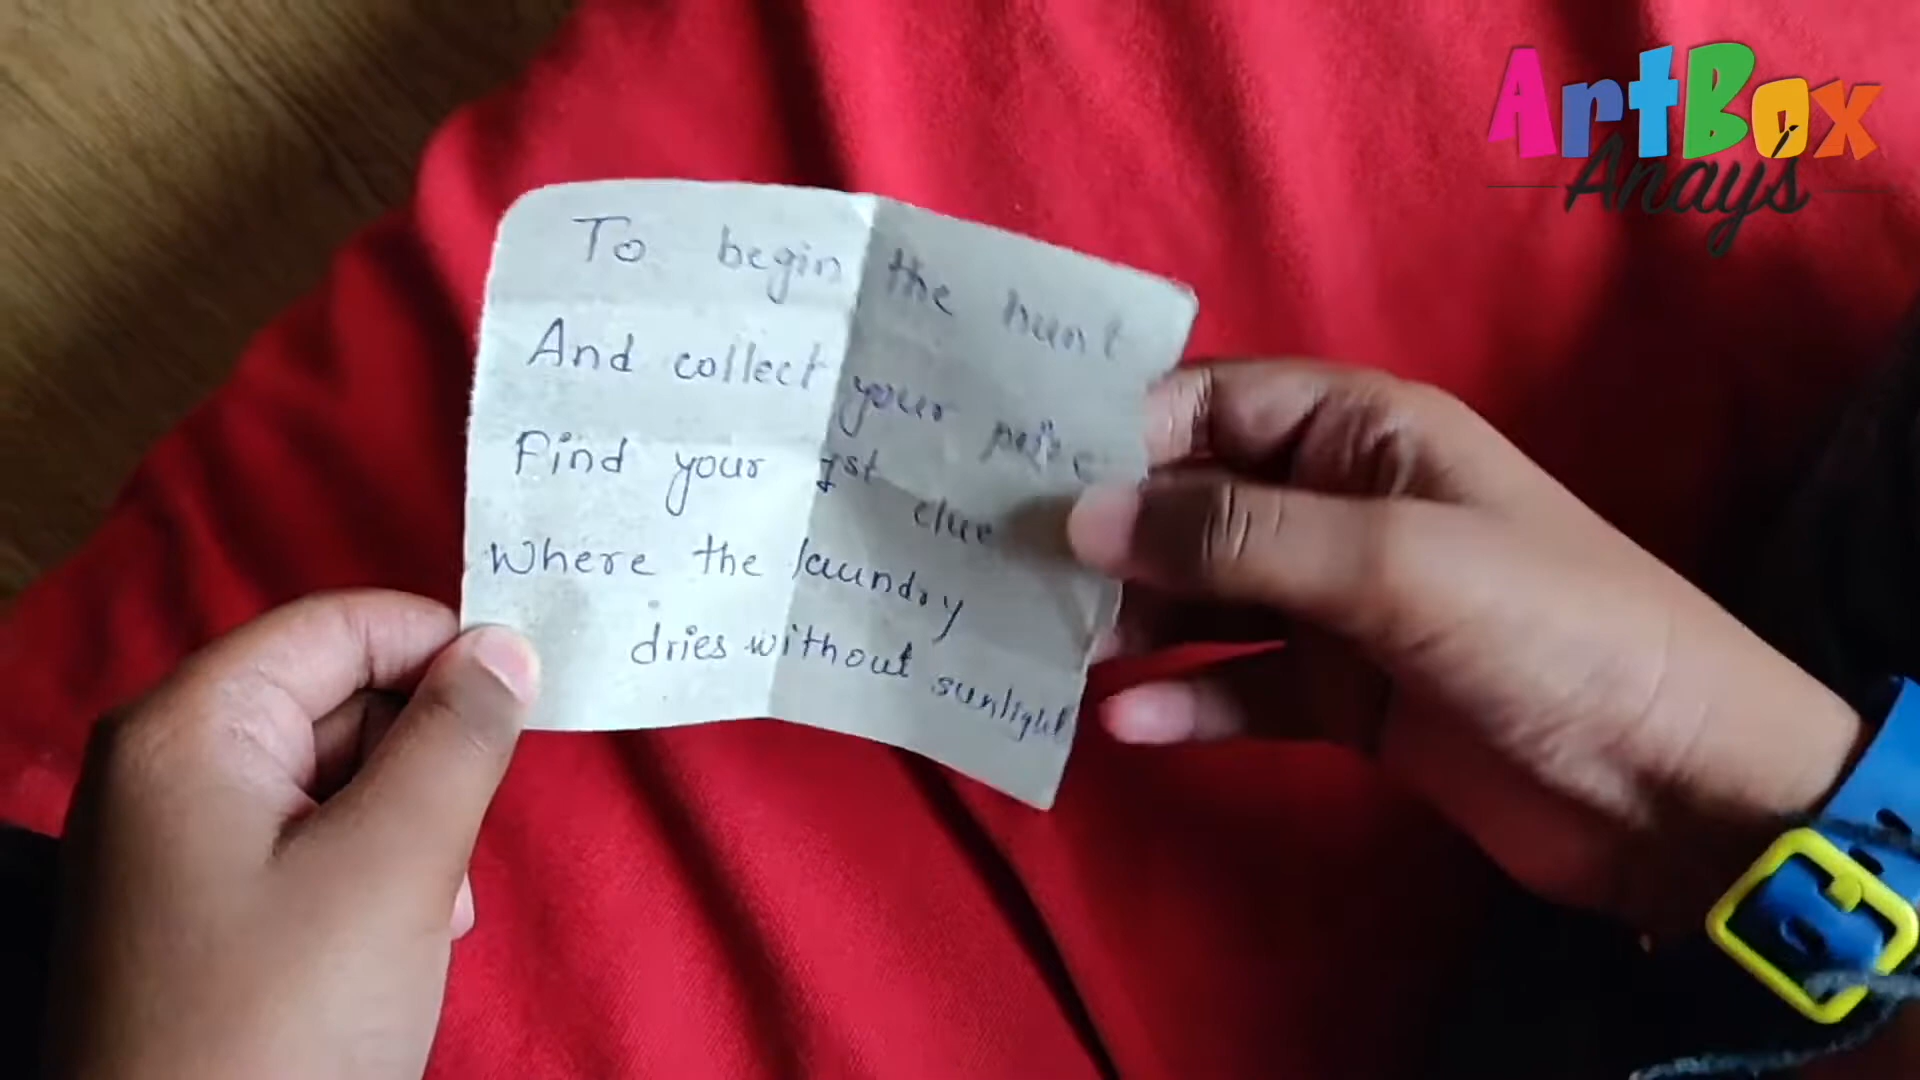 To begin the hunt
And collect your
Find your 1st clue
Where the laundry
dries without sunlight
ArtBox
Anays